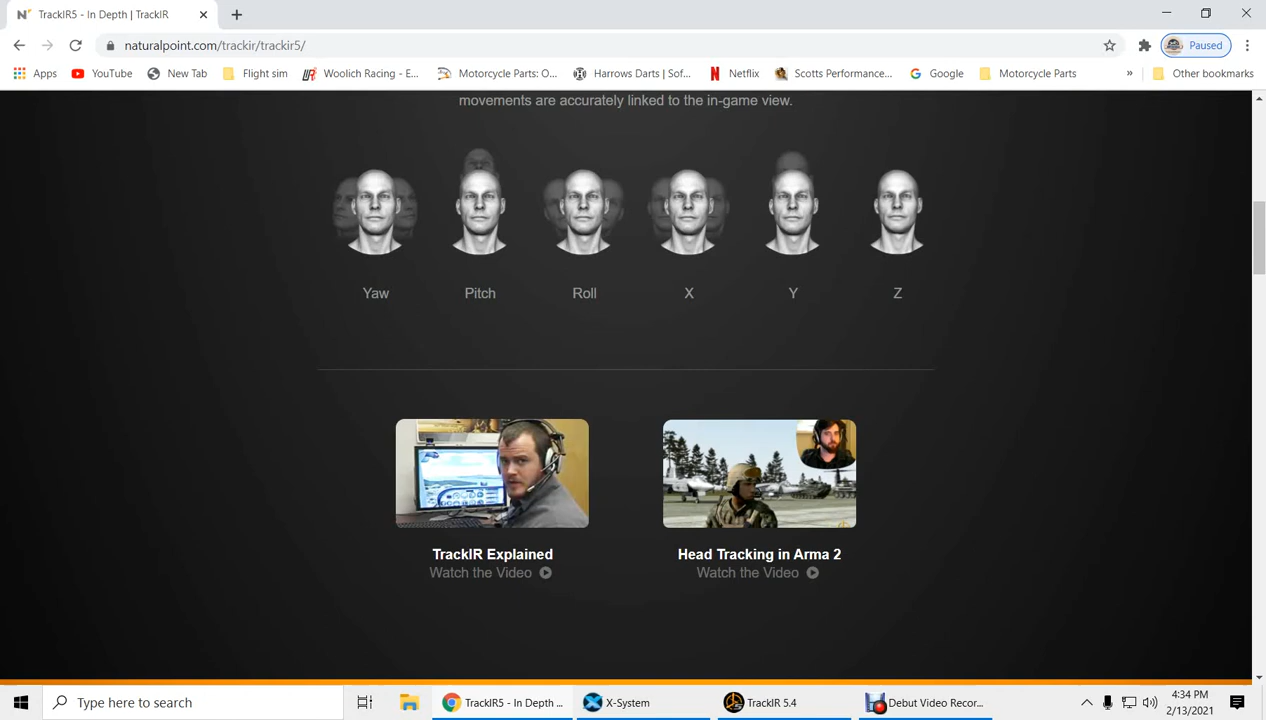 TrackIR5 - In Depth | TrackIR
naturalpoint.com/trackir/trackir5/
Paused
Apps
YouTube
New Tab
Flight sim
Woolich Racing - E...
Motorcycle Parts: O...
Harrows Darts | Sof...
Netflix
Scotts Performance...
Google
Motorcycle Parts
»
Other bookmarks
movements are accurately linked to the in-game view.
Yaw
Pitch
Roll
X
Y
Z
TrackIR Explained
Watch the Video
Head Tracking in Arma 2
Watch the Video
Type here to search
TrackIR5 - In Depth ...
X-System
TrackIR 5.4
Debut Video Recor...
4:34 PM
2/13/2021